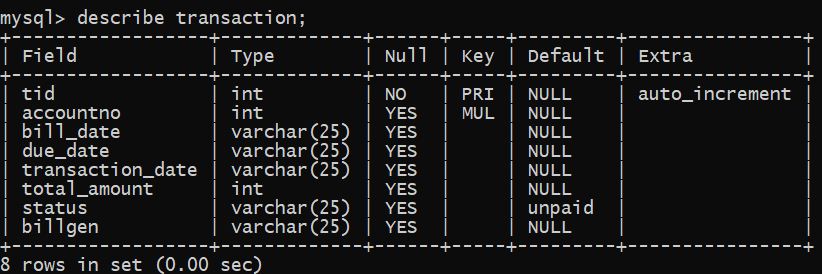 mysql> describe transaction;
+------------------+-------------+------+-----+---------+----------------+
| Field            | Type        | Null | Key | Default | Extra          |
+------------------+-------------+------+-----+---------+----------------+
| tid              | int         | NO   | PRI | NULL    | auto_increment |
| accountno        | int         | YES  | MUL | NULL    |                |
| bill_date        | varchar(25) | YES  |     | NULL    |                |
| due_date         | varchar(25) | YES  |     | NULL    |                |
| transaction_date | varchar(25) | YES  |     | NULL    |                |
| total_amount     | int         | YES  |     | NULL    |                |
| status           | varchar(25) | YES  |     | unpaid  |                |
| billgen          | varchar(25) | YES  |     | NULL    |                |
+------------------+-------------+------+-----+---------+----------------+
8 rows in set (0.00 sec)